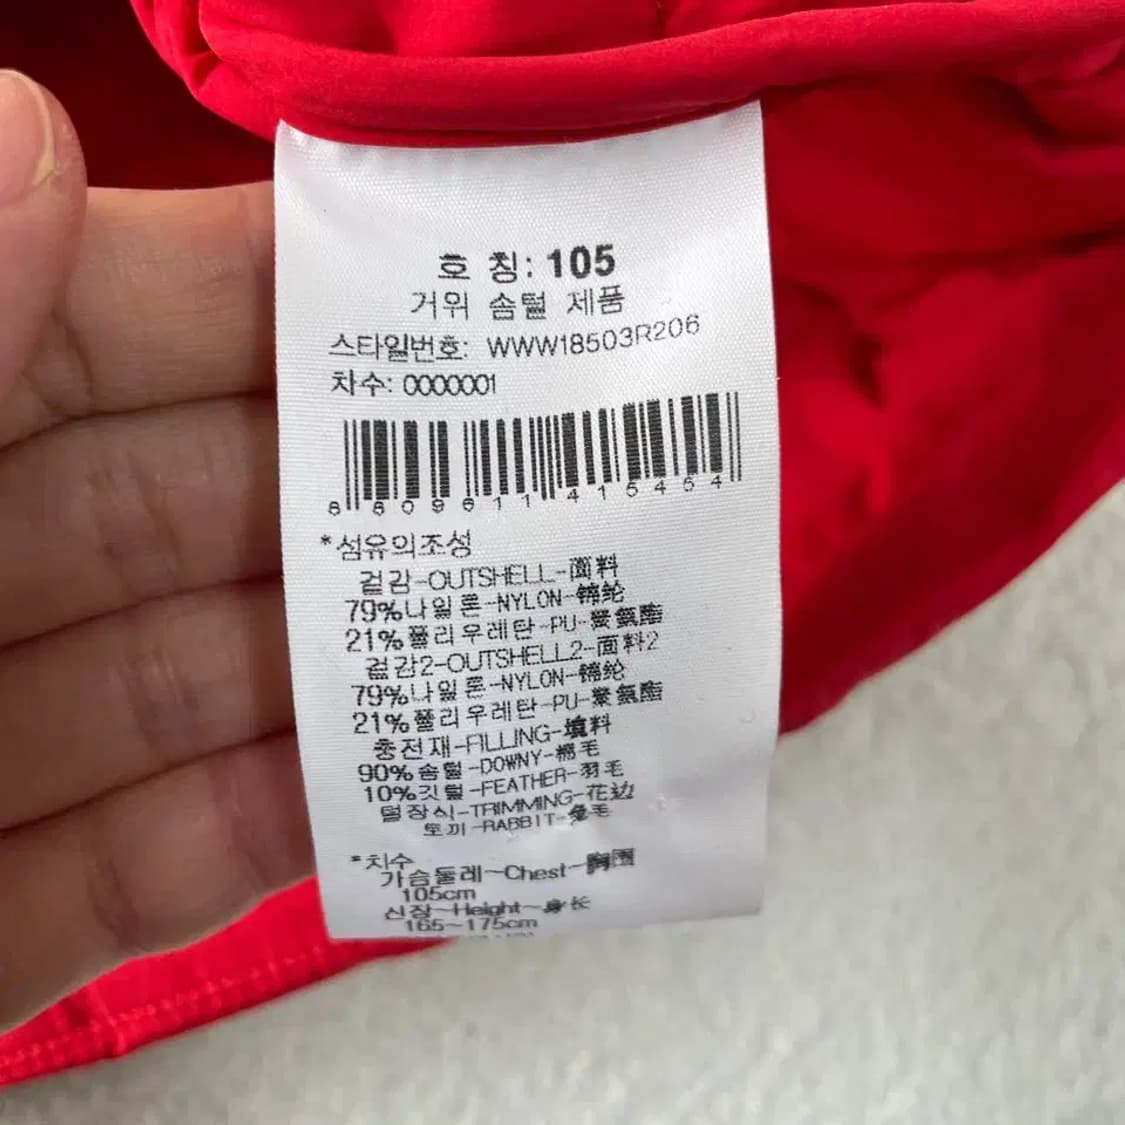 호 칭: 105
거위 솜털 제품
스타일번호: WWW18503R206
차수: 0000001
8 809611 415454
*섬유의조성
겉감-OUTSHELL-面料
79%나일론-NYLON-锦纶
21%폴리우레탄-PU-聚氨酯
겉감2-OUTSHELL2-面料2
79%나일론-NYLON-锦纶
21%폴리우레탄-PU-聚氨酯
충전재-FILLING-填料
90%솜털-DOWNY-棉毛
10%깃털-FEATHER-羽毛
털장식-TRIMMING-花边
토끼-RABBIT-兔毛
*치수
가슴둘레~Chest~胸围
105cm
신장~Height~身长
165~175cm